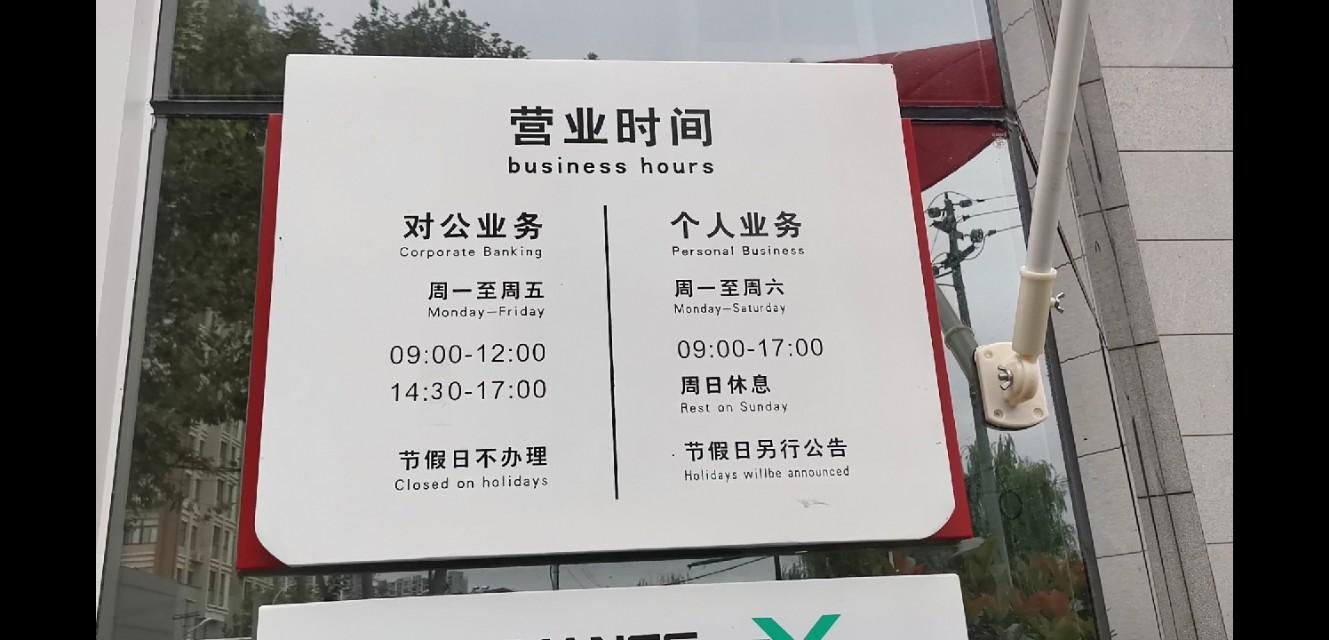 营业时间
business hours
对公业务
Corporate Banking
周一至周五
Monday—Friday
09:00-12:00
14:30-17:00
节假日不办理
Closed on holidays
个人业务
Personal Business
周一至周六
Monday—Saturday
09:00-17:00
周日休息
Rest on Sunday
节假日另行公告
Holidays willbe announced